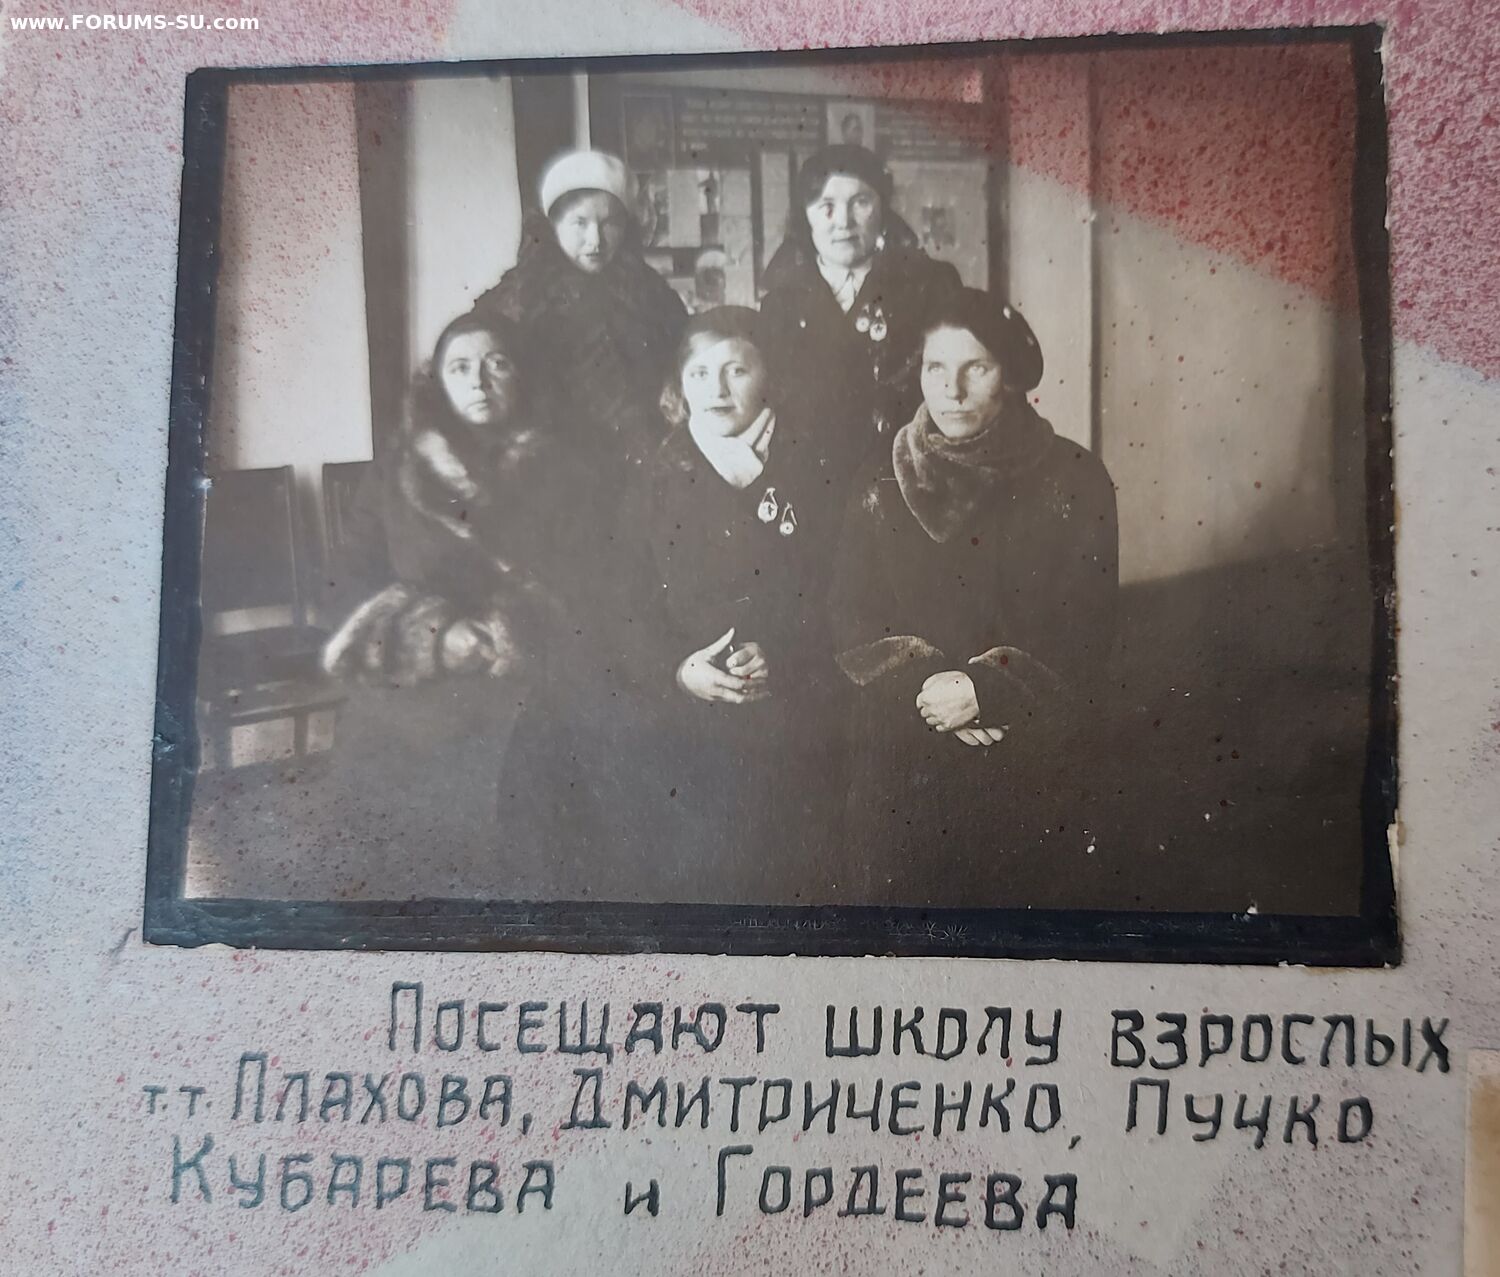 www.FORUMS-SU.com
Посещают школу взрослых
т.т. Плахова, Дмитриченко, Пучко
Кубарева и Гордеева